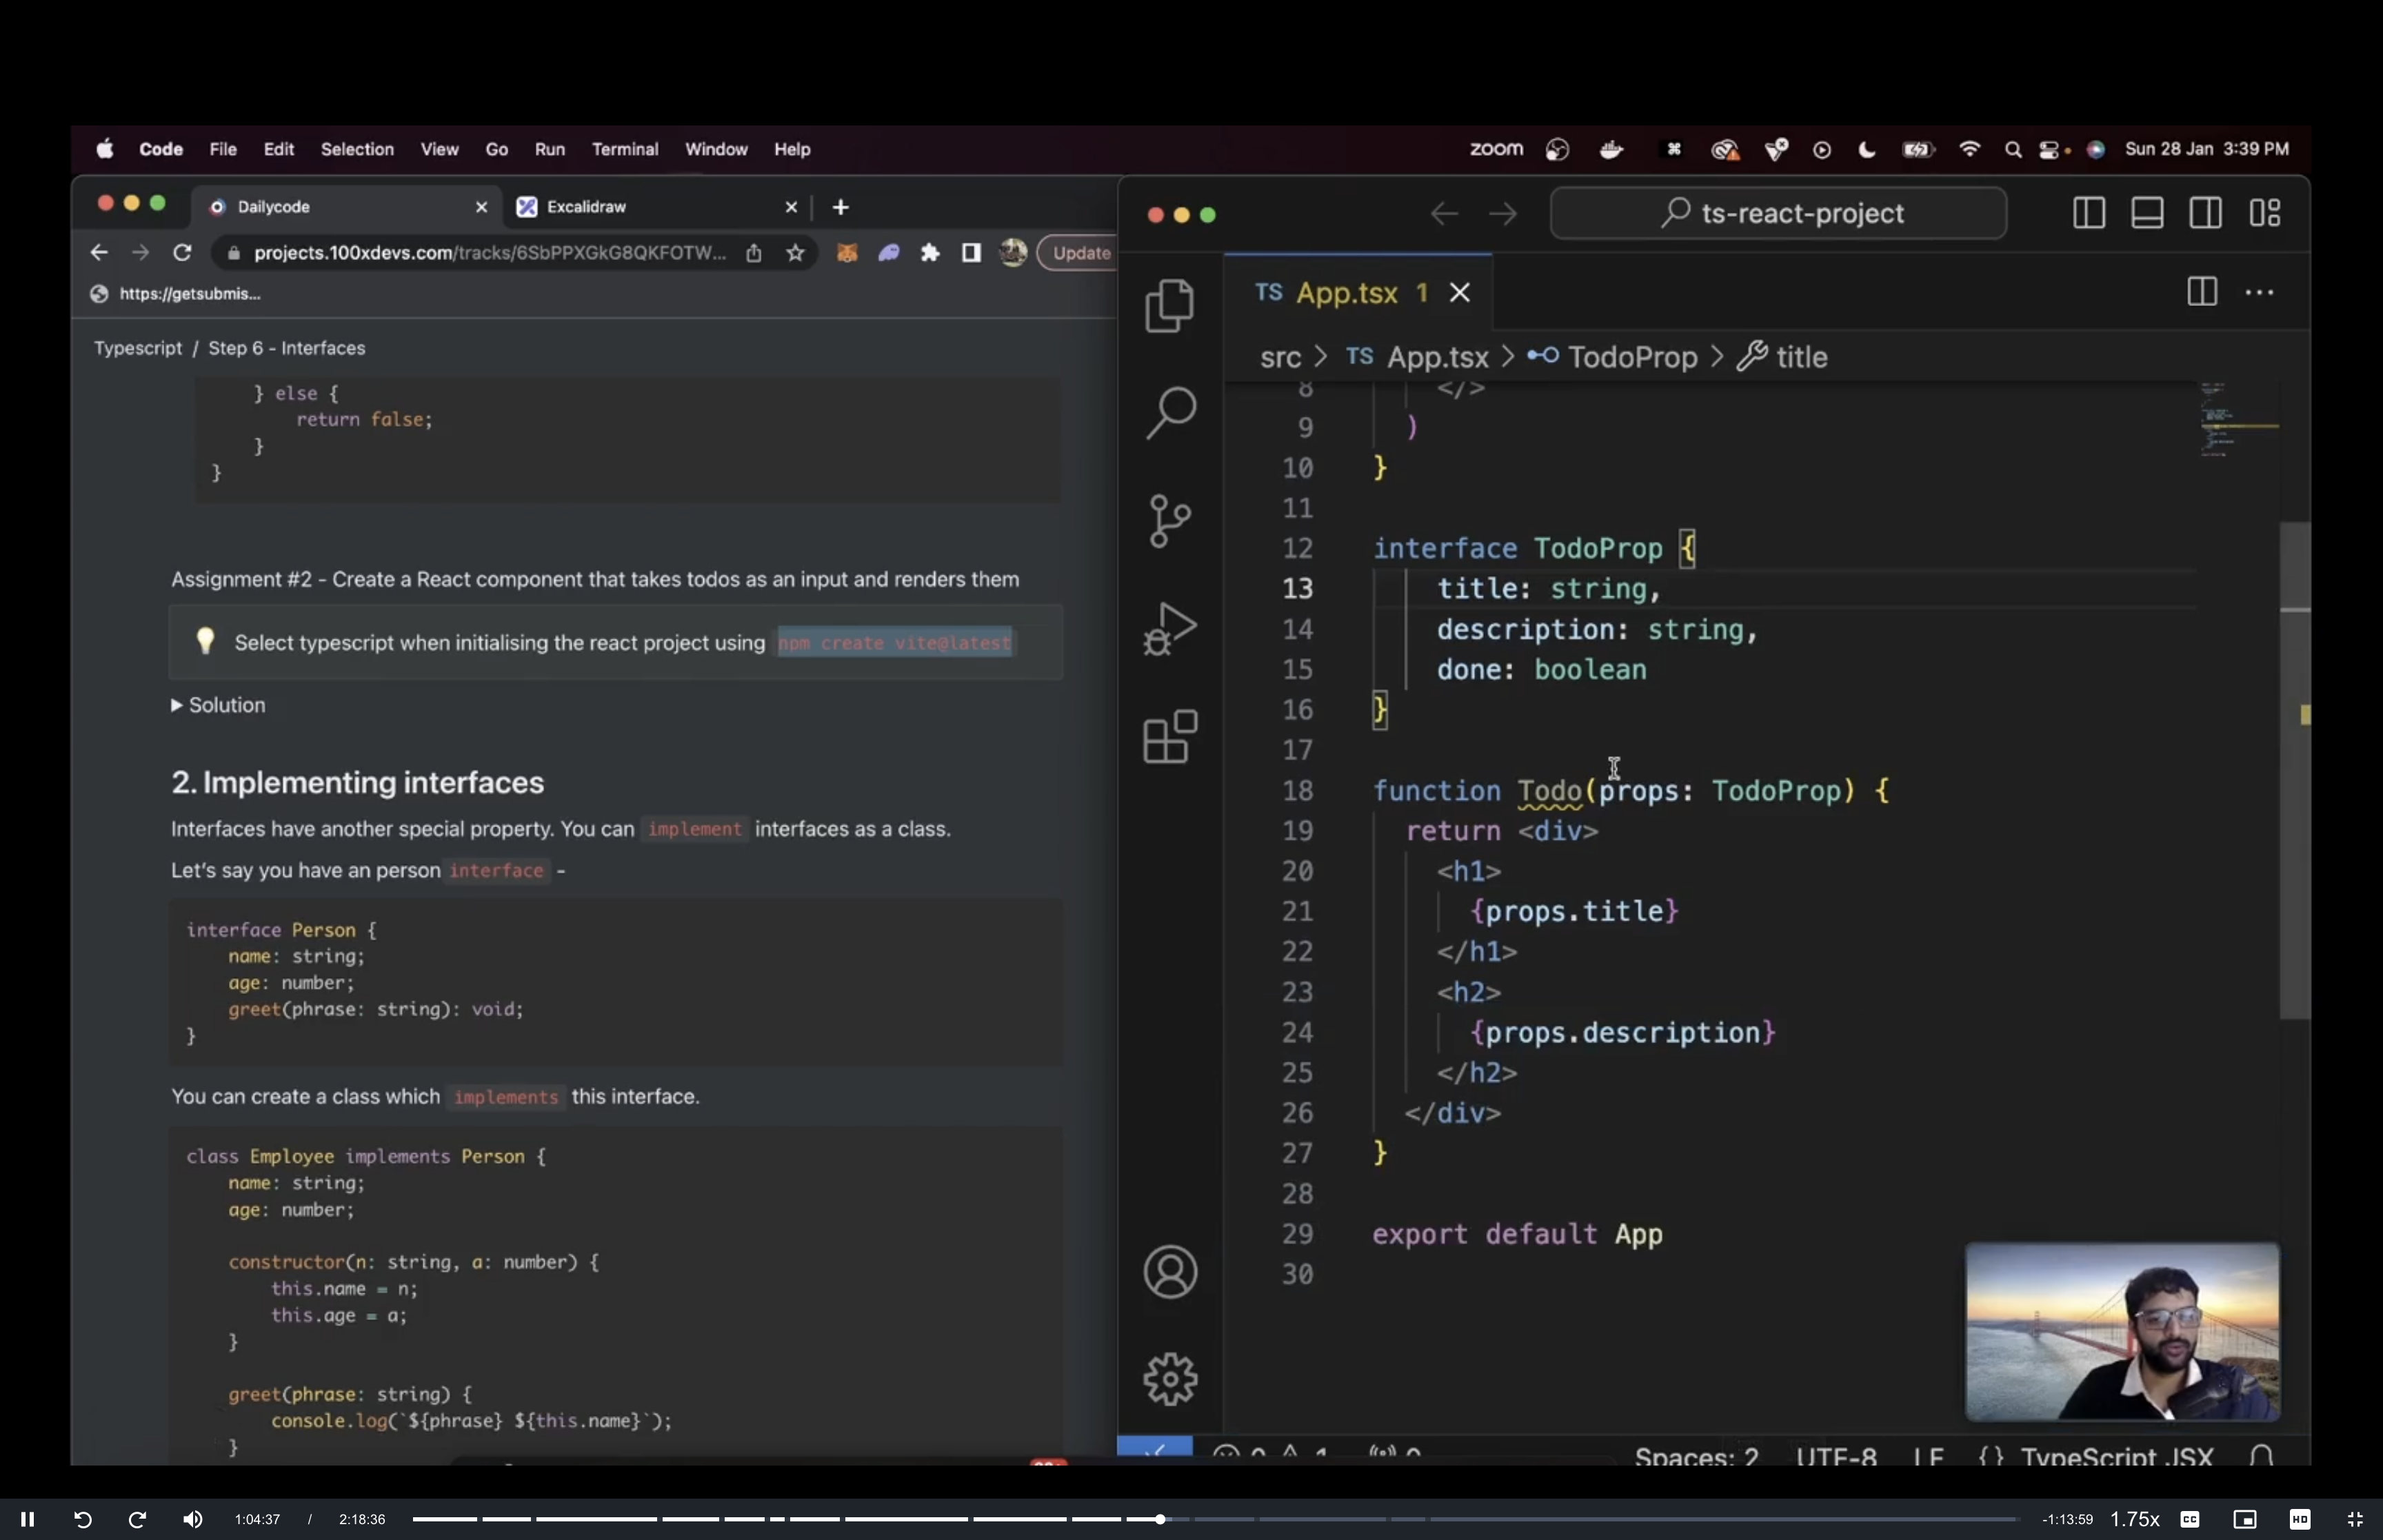 Code File Edit Selection View Go Run Terminal Window Help
zoom
Sun 28 Jan 3:39 PM
Dailycode
Excalidraw
projects.100xdevs.com/tracks/6SbPPXGkG8QKFOTW...
Update
https://getsubmis...
Typescript / Step 6 - Interfaces
} else {
return false;
}
}
Assignment #2 - Create a React component that takes todos as an input and renders them
Select typescript when initialising the react project using npm create vite@latest
Solution
2. Implementing interfaces
Interfaces have another special property. You can implement interfaces as a class.
Let's say you have an person interface -
interface Person {
name: string;
age: number;
greet(phrase: string): void;
}
You can create a class which implements this interface.
class Employee implements Person {
name: string;
age: number;
constructor(n: string, a: number) {
this.name = n;
this.age = a;
}
greet(phrase: string) {
console.log(`${phrase} ${this.name}`);
}
ts-react-project
TS App.tsx 1
src > TS App.tsx > TodoProp > title
8 </>
9 )
10 }
11
12 interface TodoProp {
13 title: string,
14 description: string,
15 done: boolean
16 }
17
18 function Todo(props: TodoProp) {
19 return <div>
20 <h1>
21 {props.title}
22 </h1>
23 <h2>
24 {props.description}
25 </h2>
26 </div>
27 }
28
29 export default App
30
Spaces: 2 UTF-8 LF {} TypeScript JSX
1:04:37 / 2:18:36
-1:13:59 1.75x CC HD